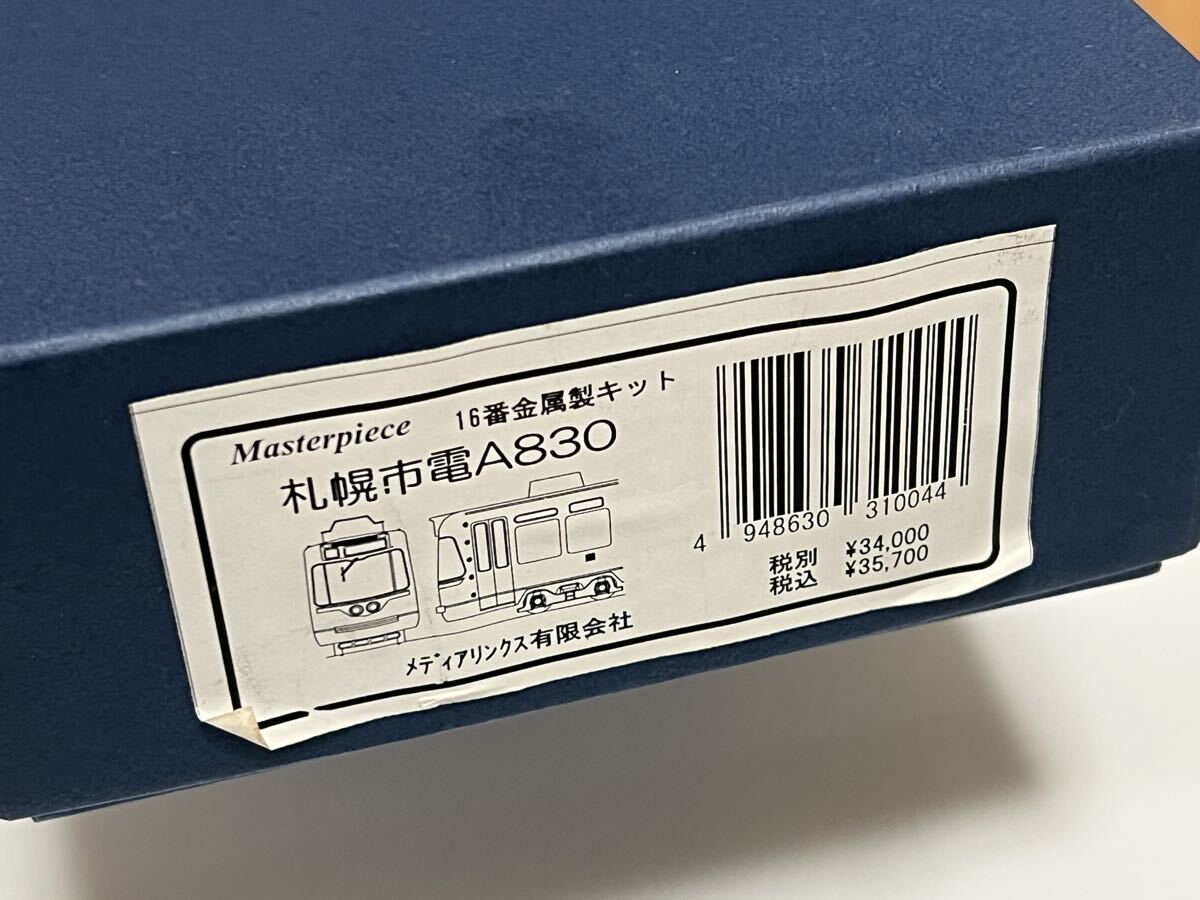 Masterpiece 16番金属製キット
札幌市電A830
メディアリンクス有限会社
4 948630 310044
税別 ¥34,000
税込 ¥35,700